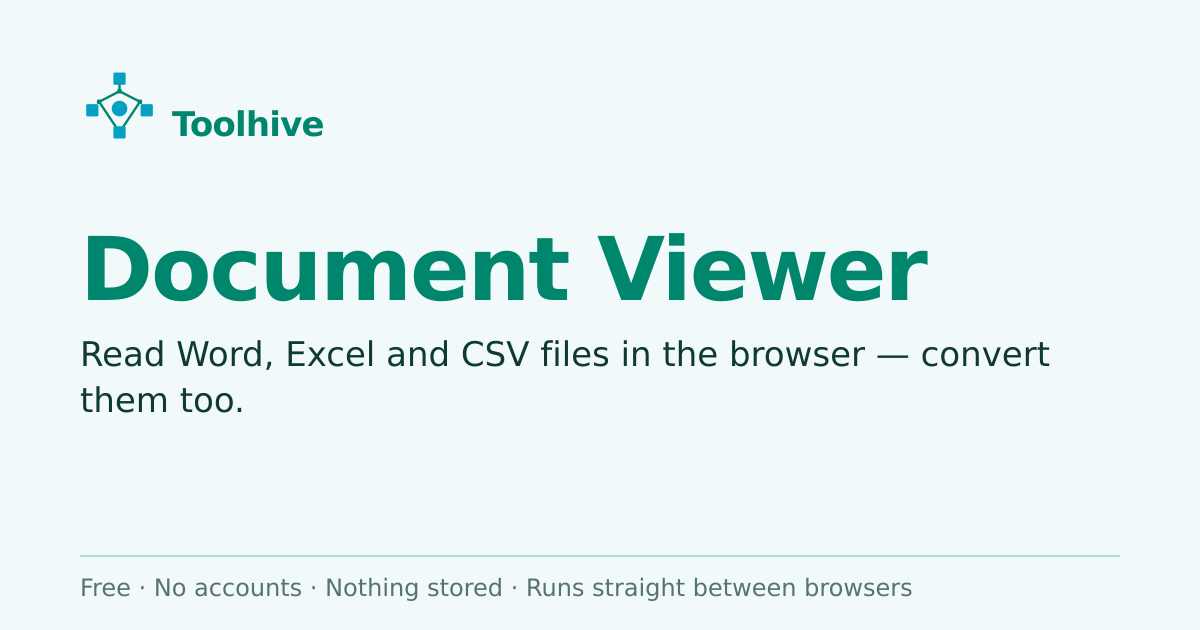 Toolhive
Document Viewer
Read Word, Excel and CSV files in the browser — convert
them too.
Free · No accounts · Nothing stored · Runs straight between browsers